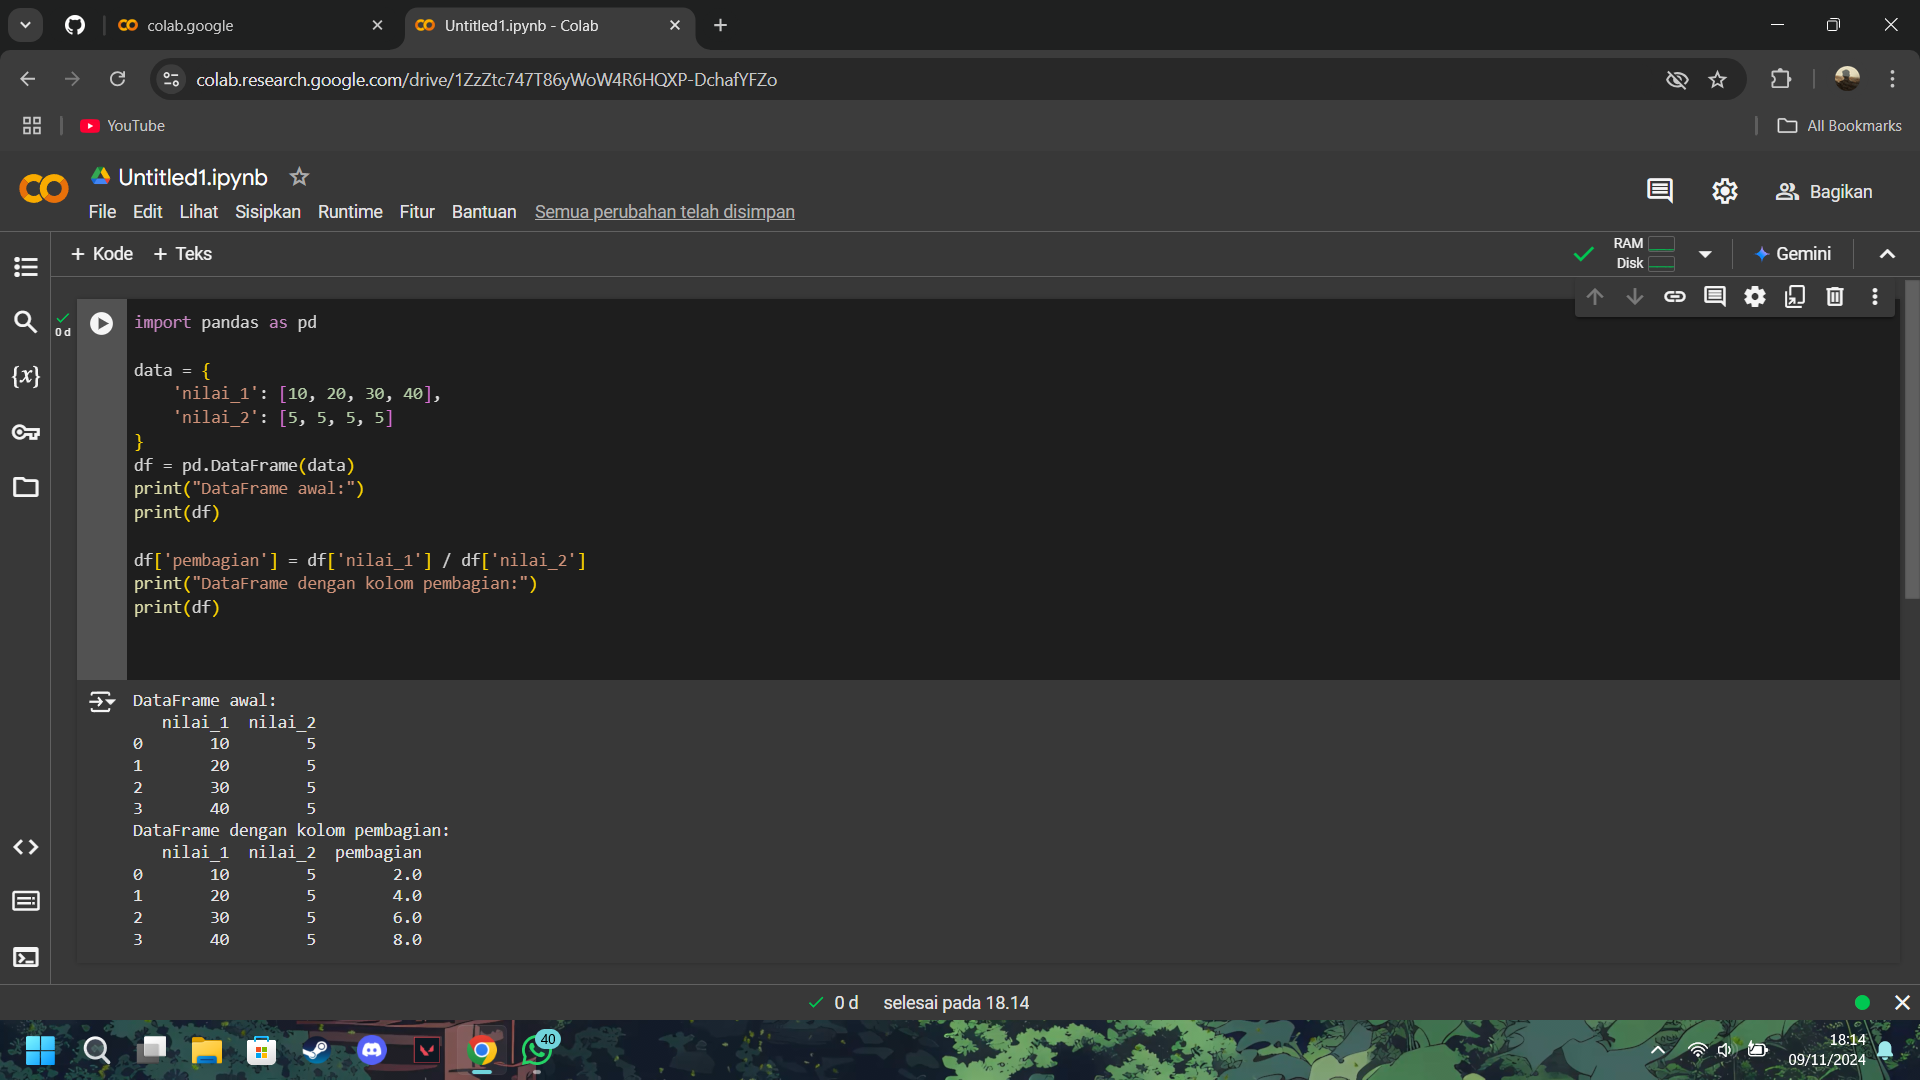 colab.google
Untitled1.ipynb - Colab
colab.research.google.com/drive/1ZzZtc747T86yWoW4R6HQXP-DchafYFZo
YouTube
All Bookmarks
Untitled1.ipynb
File Edit Lihat Sisipkan Runtime Fitur Bantuan Semua perubahan telah disimpan
Bagikan
+ Kode + Teks
RAM
Disk
Gemini
0 d
import pandas as pd
data = {
    'nilai_1': [10, 20, 30, 40],
    'nilai_2': [5, 5, 5, 5]
}
df = pd.DataFrame(data)
print("DataFrame awal:")
print(df)
df['pembagian'] = df['nilai_1'] / df['nilai_2']
print("DataFrame dengan kolom pembagian:")
print(df)
DataFrame awal:
   nilai_1  nilai_2
0       10        5
1       20        5
2       30        5
3       40        5
DataFrame dengan kolom pembagian:
   nilai_1  nilai_2  pembagian
0       10        5        2.0
1       20        5        4.0
2       30        5        6.0
3       40        5        8.0
0 d selesai pada 18.14
40
18:14
09/11/2024